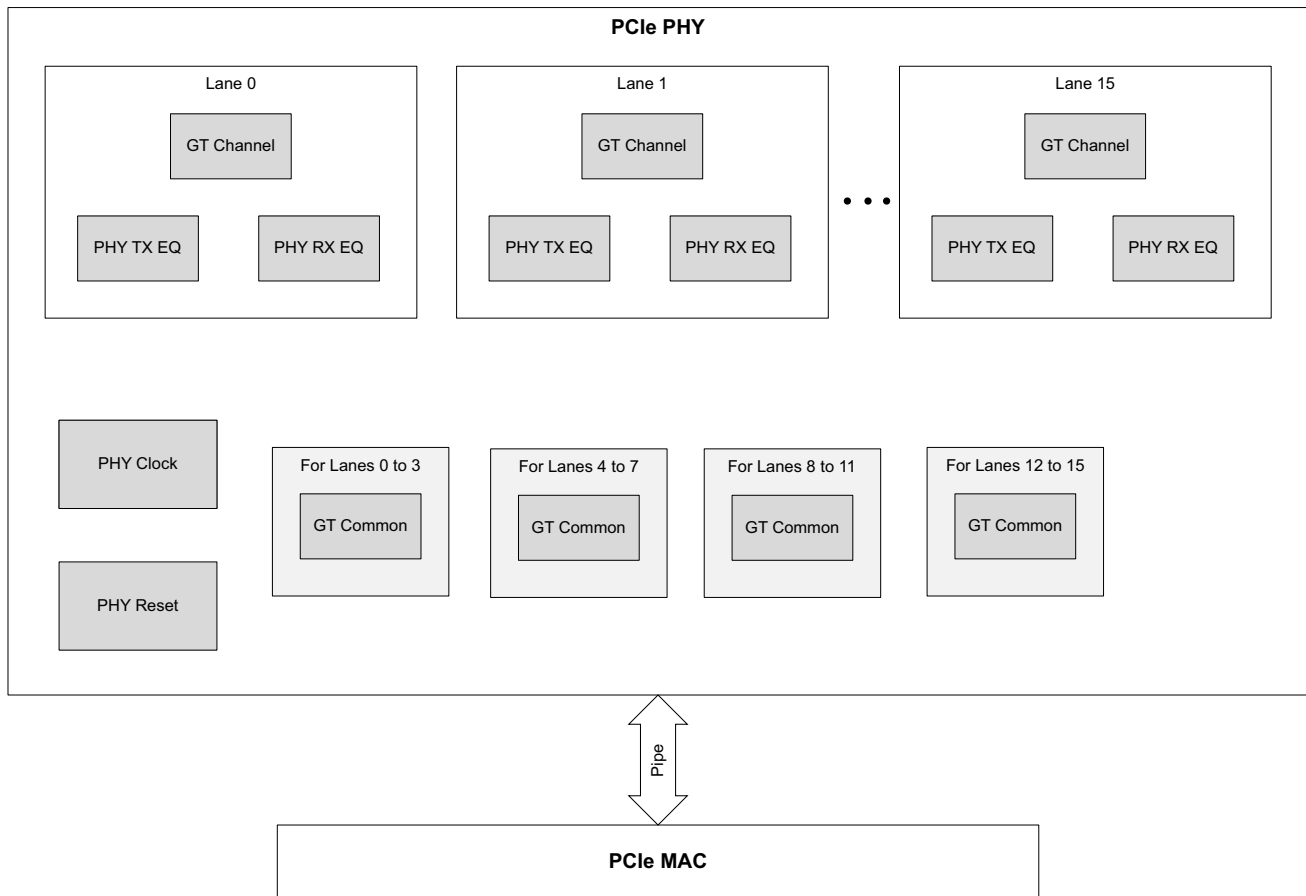 PCIe PHY
Lane 0
GT Channel
PHY TX EQ
PHY RX EQ
Lane 1
GT Channel
PHY TX EQ
PHY RX EQ
Lane 15
GT Channel
PHY TX EQ
PHY RX EQ
PHY Clock
PHY Reset
For Lanes 0 to 3
GT Common
For Lanes 4 to 7
GT Common
For Lanes 8 to 11
GT Common
For Lanes 12 to 15
GT Common
Pipe
PCIe MAC